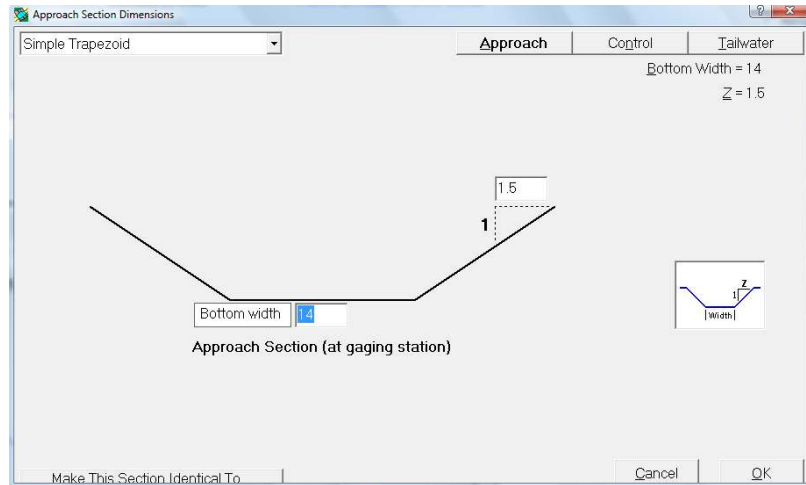 Approach Section Dimensions
Simple Trapezoid
Approach
Control
Tailwater
Bottom Width = 14
Z = 1.5
1.5
1
Z
1
Width
Bottom width 14
Approach Section (at gaging station)
Make This Section Identical To
Cancel
OK